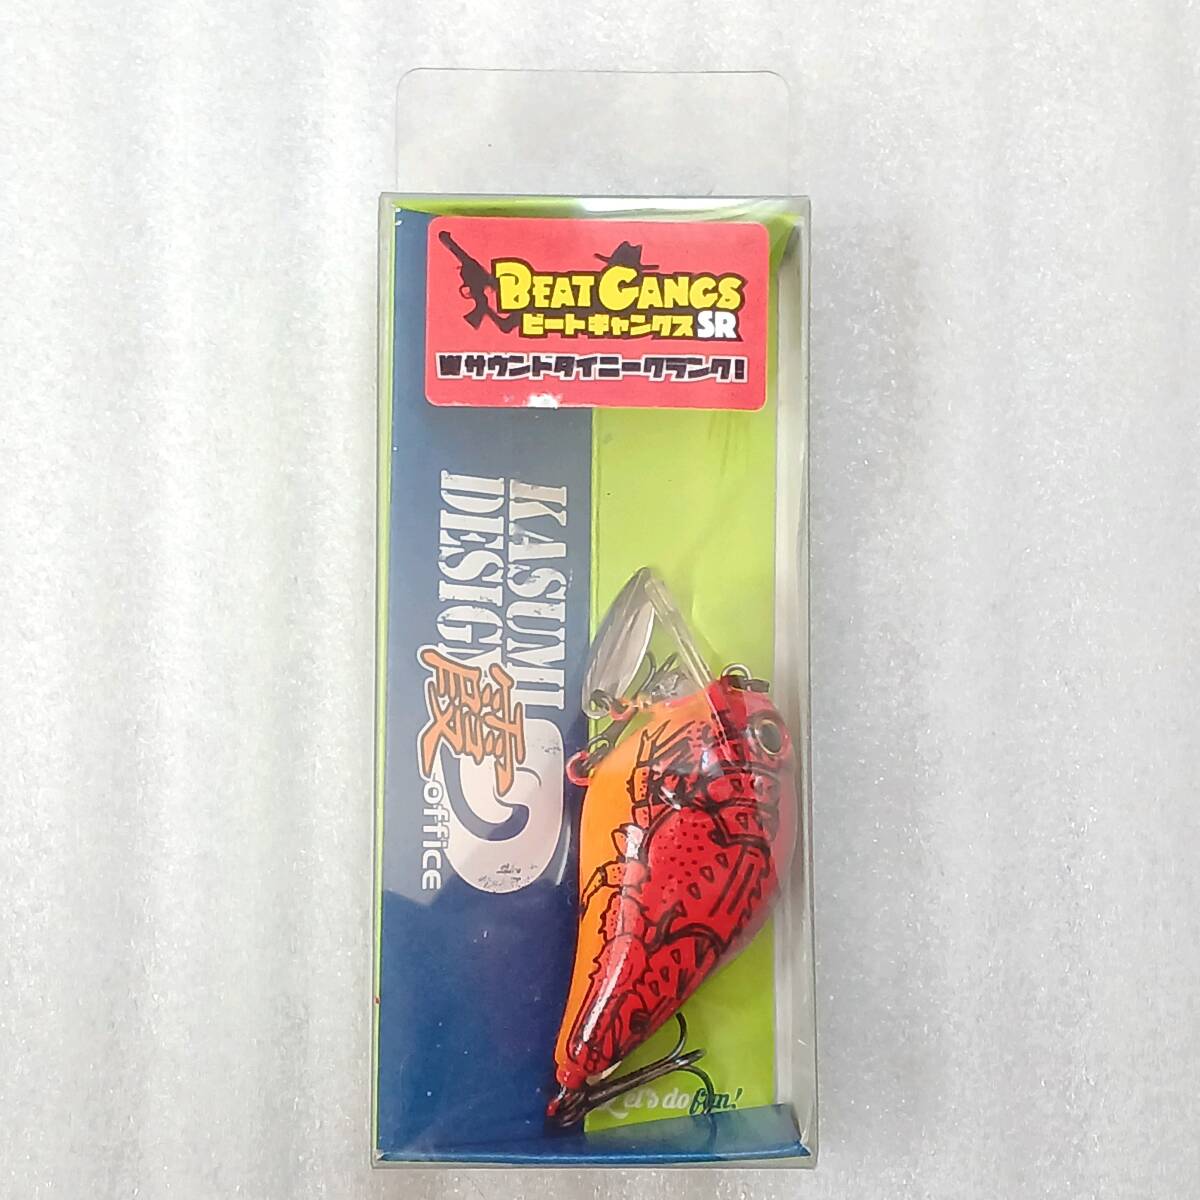 BEAT GANGS
ビートギャングス SR
Wサウンドタイニークランク!
KASUMI
DESIGN
霞
office
Let's do fun!